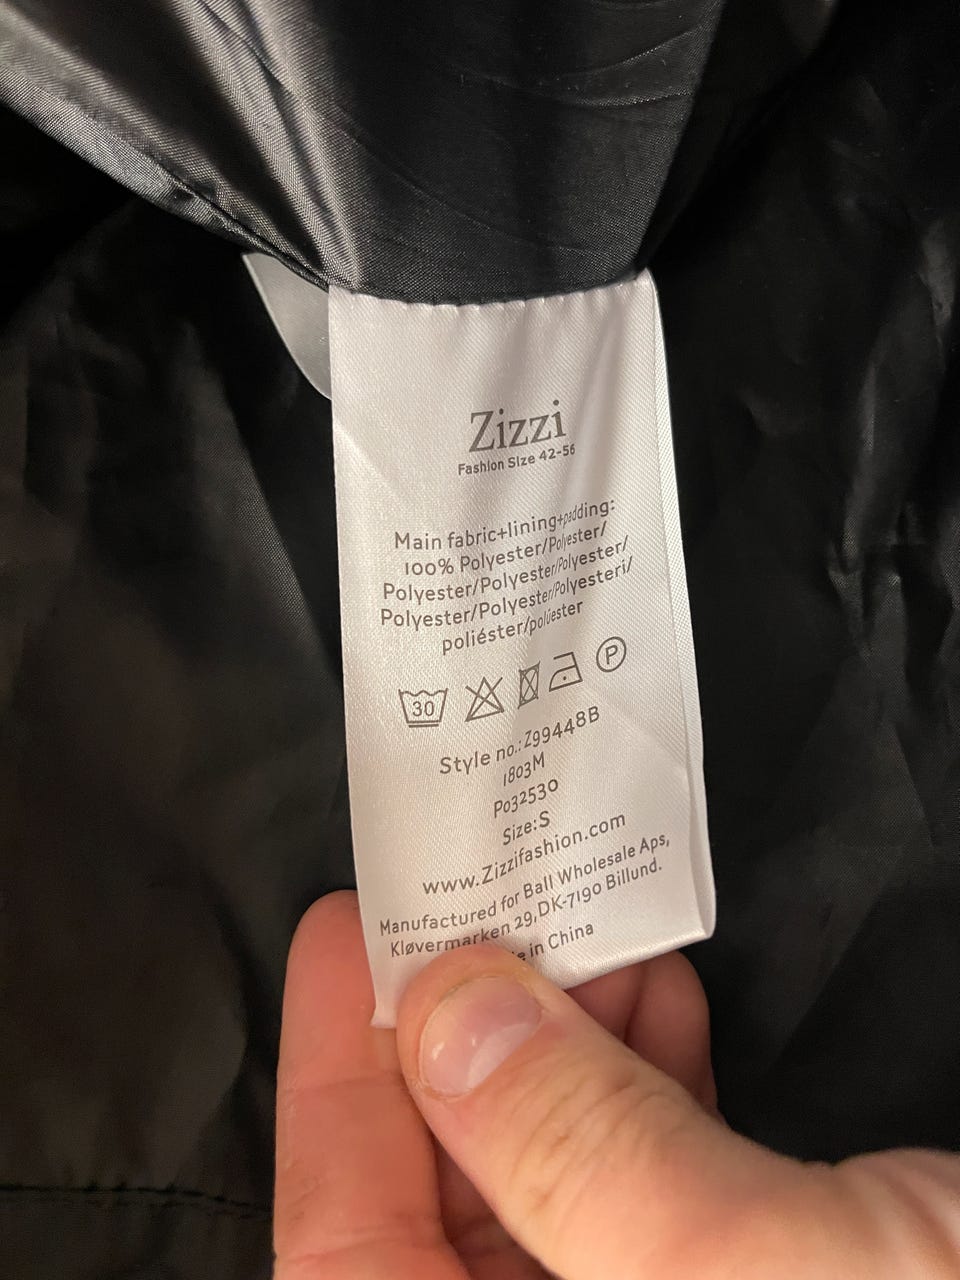 Zizzi
Fashion Size 42-56
Main fabric+lining+padding:
100% Polyester/Polyester/
Polyester/Polyester/Polyester/
Polyester/Polyester/Polyesteri/
poliéster/poliester
30 P
Style no.: Z99448B
1803M
Po32530
Size:S
www.Zizzifashion.com
Manufactured for Ball Wholesale Aps,
Kløvermarken 29, DK-7190 Billund.
in China